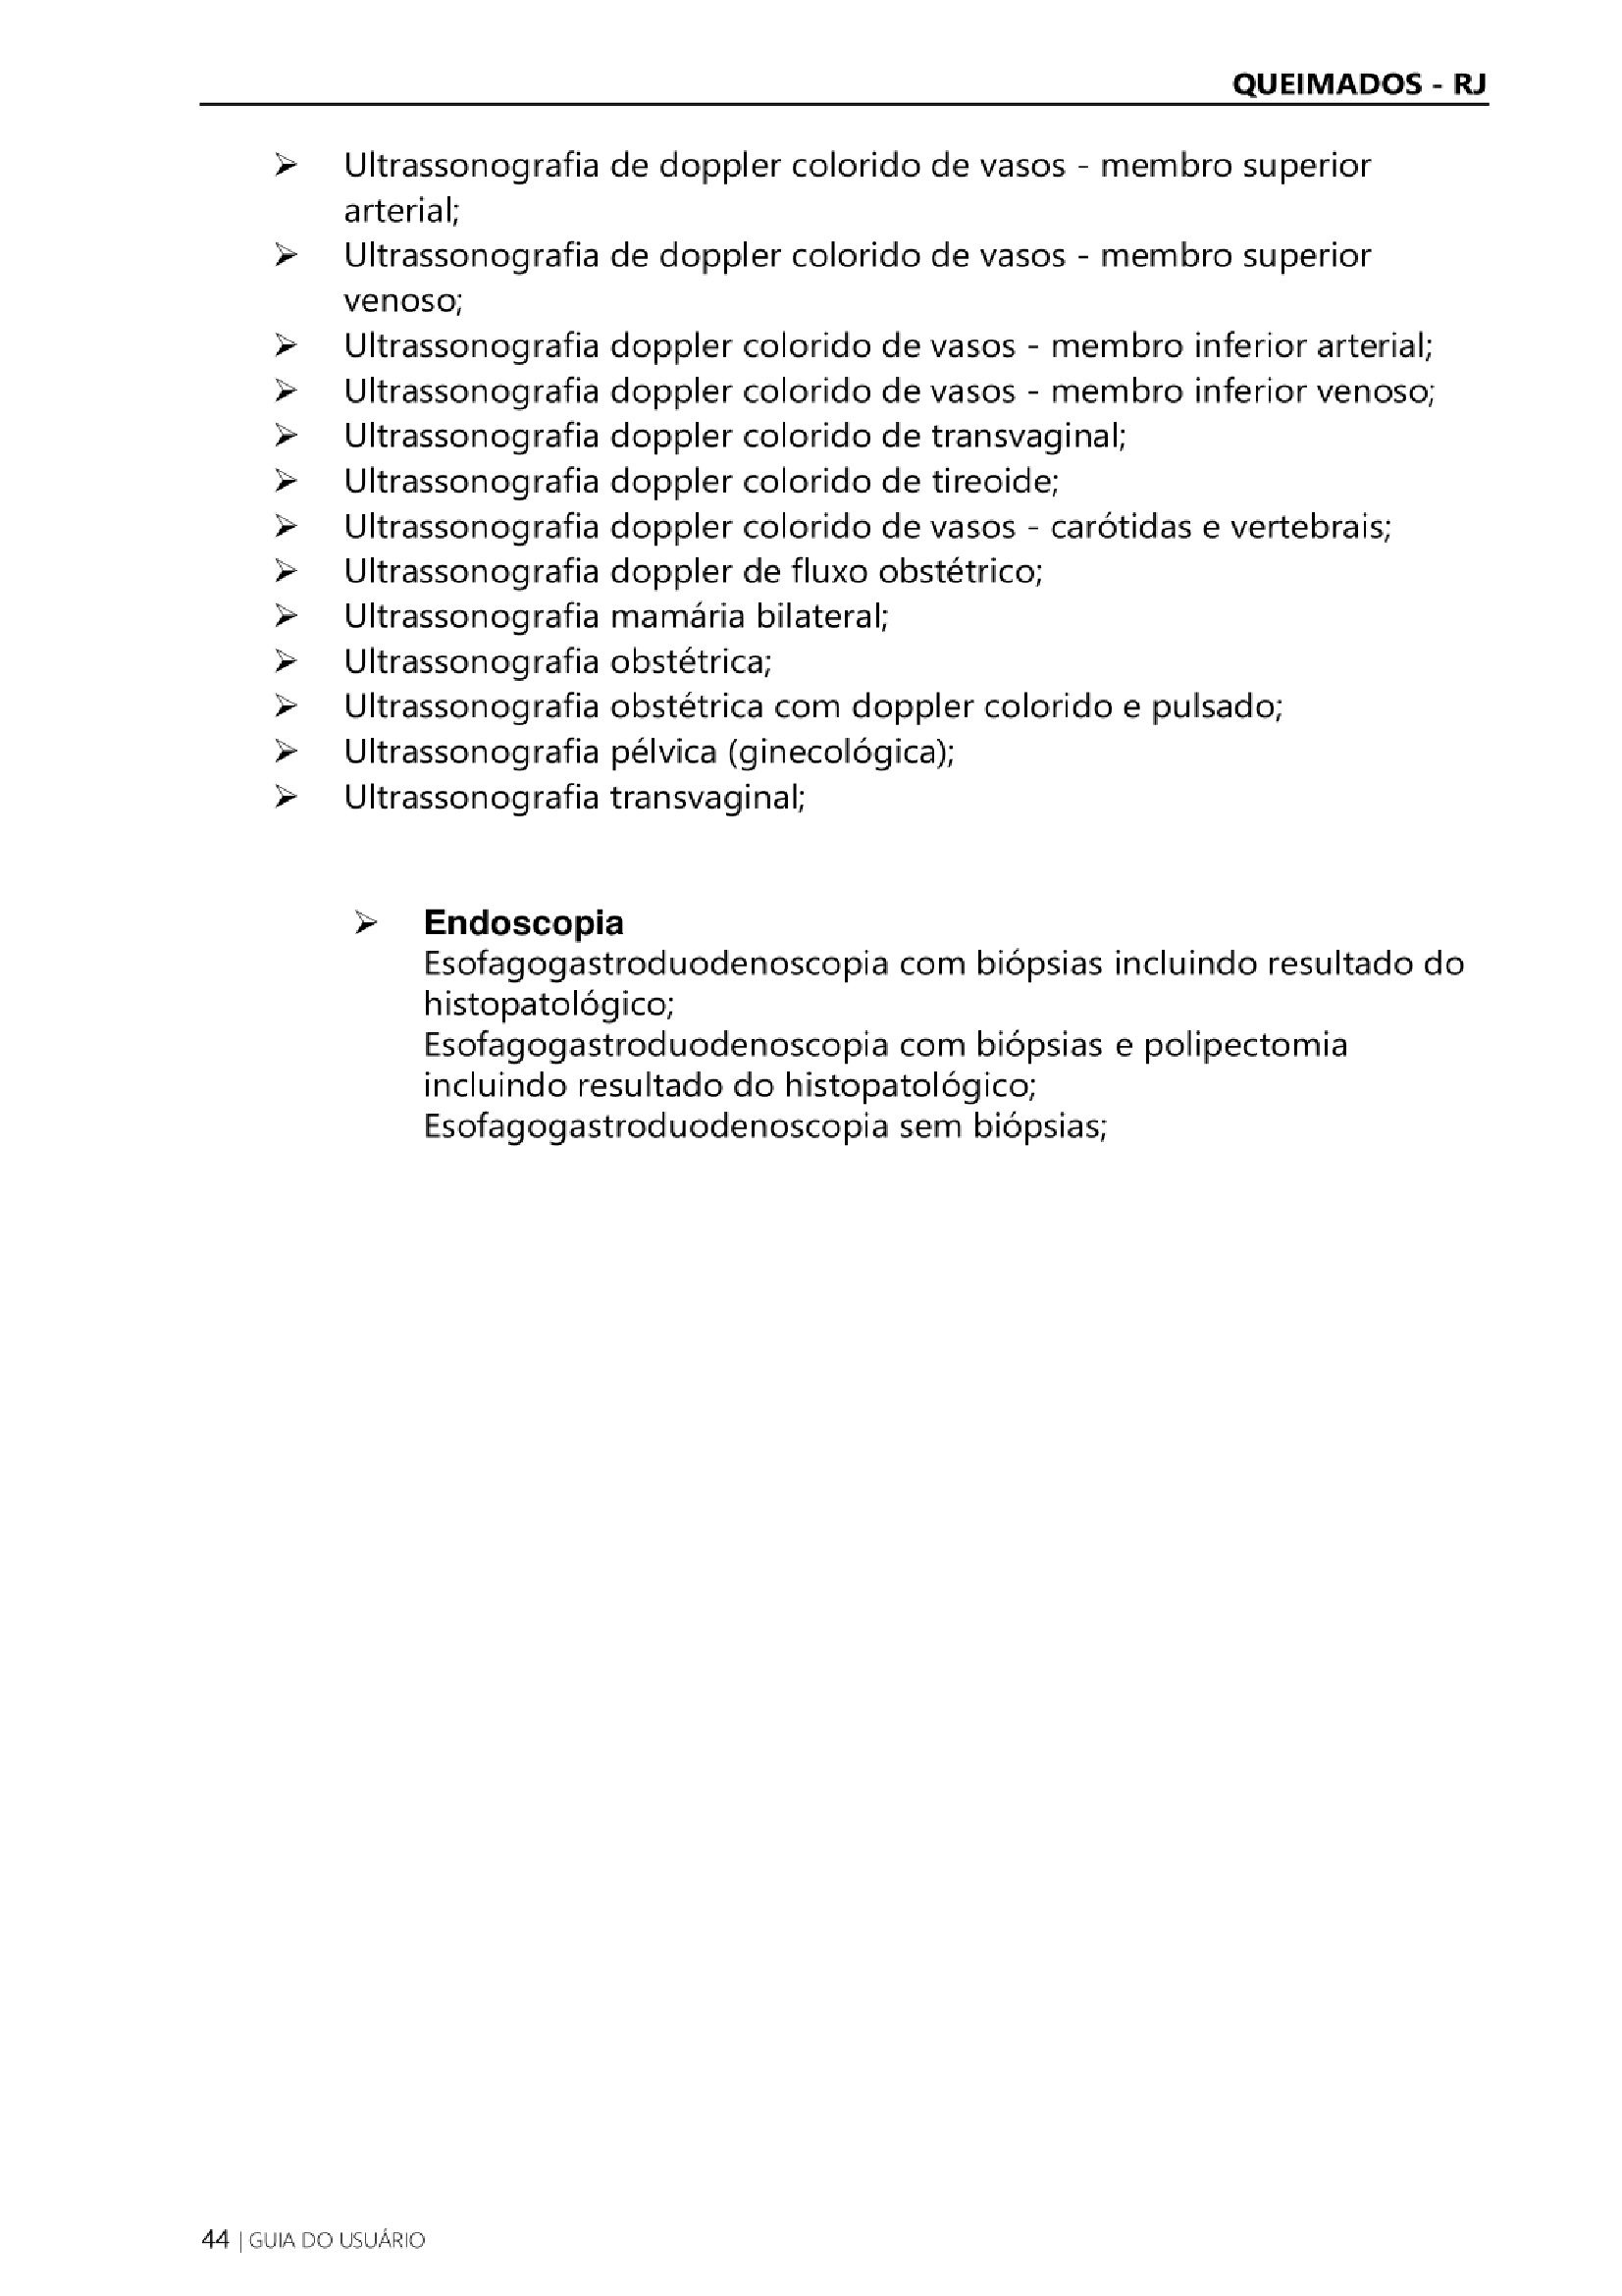 QUEIMADOS - RJ
➢ Ultrassonografia de doppler colorido de vasos - membro superior
arterial;
➢ Ultrassonografia de doppler colorido de vasos - membro superior
venoso;
➢ Ultrassonografia doppler colorido de vasos - membro inferior arterial;
➢ Ultrassonografia doppler colorido de vasos - membro inferior venoso;
➢ Ultrassonografia doppler colorido de transvaginal;
➢ Ultrassonografia doppler colorido de tireoide;
➢ Ultrassonografia doppler colorido de vasos - carótidas e vertebrais;
➢ Ultrassonografia doppler de fluxo obstétrico;
➢ Ultrassonografia mamária bilateral;
➢ Ultrassonografia obstétrica;
➢ Ultrassonografia obstétrica com doppler colorido e pulsado;
➢ Ultrassonografia pélvica (ginecológica);
➢ Ultrassonografia transvaginal;
➢ Endoscopia
Esofagogastroduodenoscopia com biópsias incluindo resultado do
histopatológico;
Esofagogastroduodenoscopia com biópsias e polipectomia
incluindo resultado do histopatológico;
Esofagogastroduodenoscopia sem biópsias;
44 | GUIA DO USUÁRIO